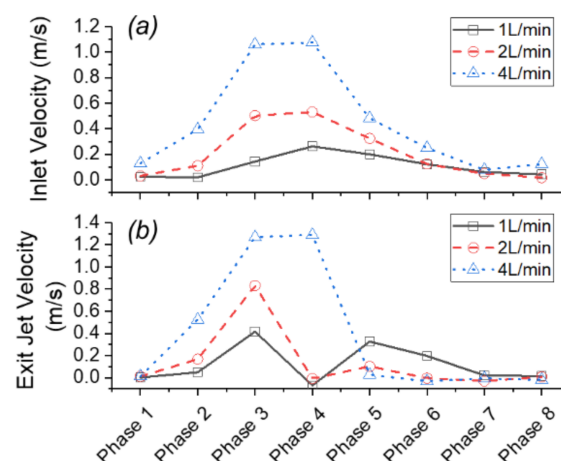 (a)
Inlet Velocity (m/s)
1.2
1.0
0.8
0.6
0.4
0.2
0.0
1L/min
2L/min
4L/min
(b)
Exit Jet Velocity
(m/s)
1.4
1.2
1.0
0.8
0.6
0.4
0.2
0.0
1L/min
2L/min
4L/min
Phase 1
Phase 2
Phase 3
Phase 4
Phase 5
Phase 6
Phase 7
Phase 8